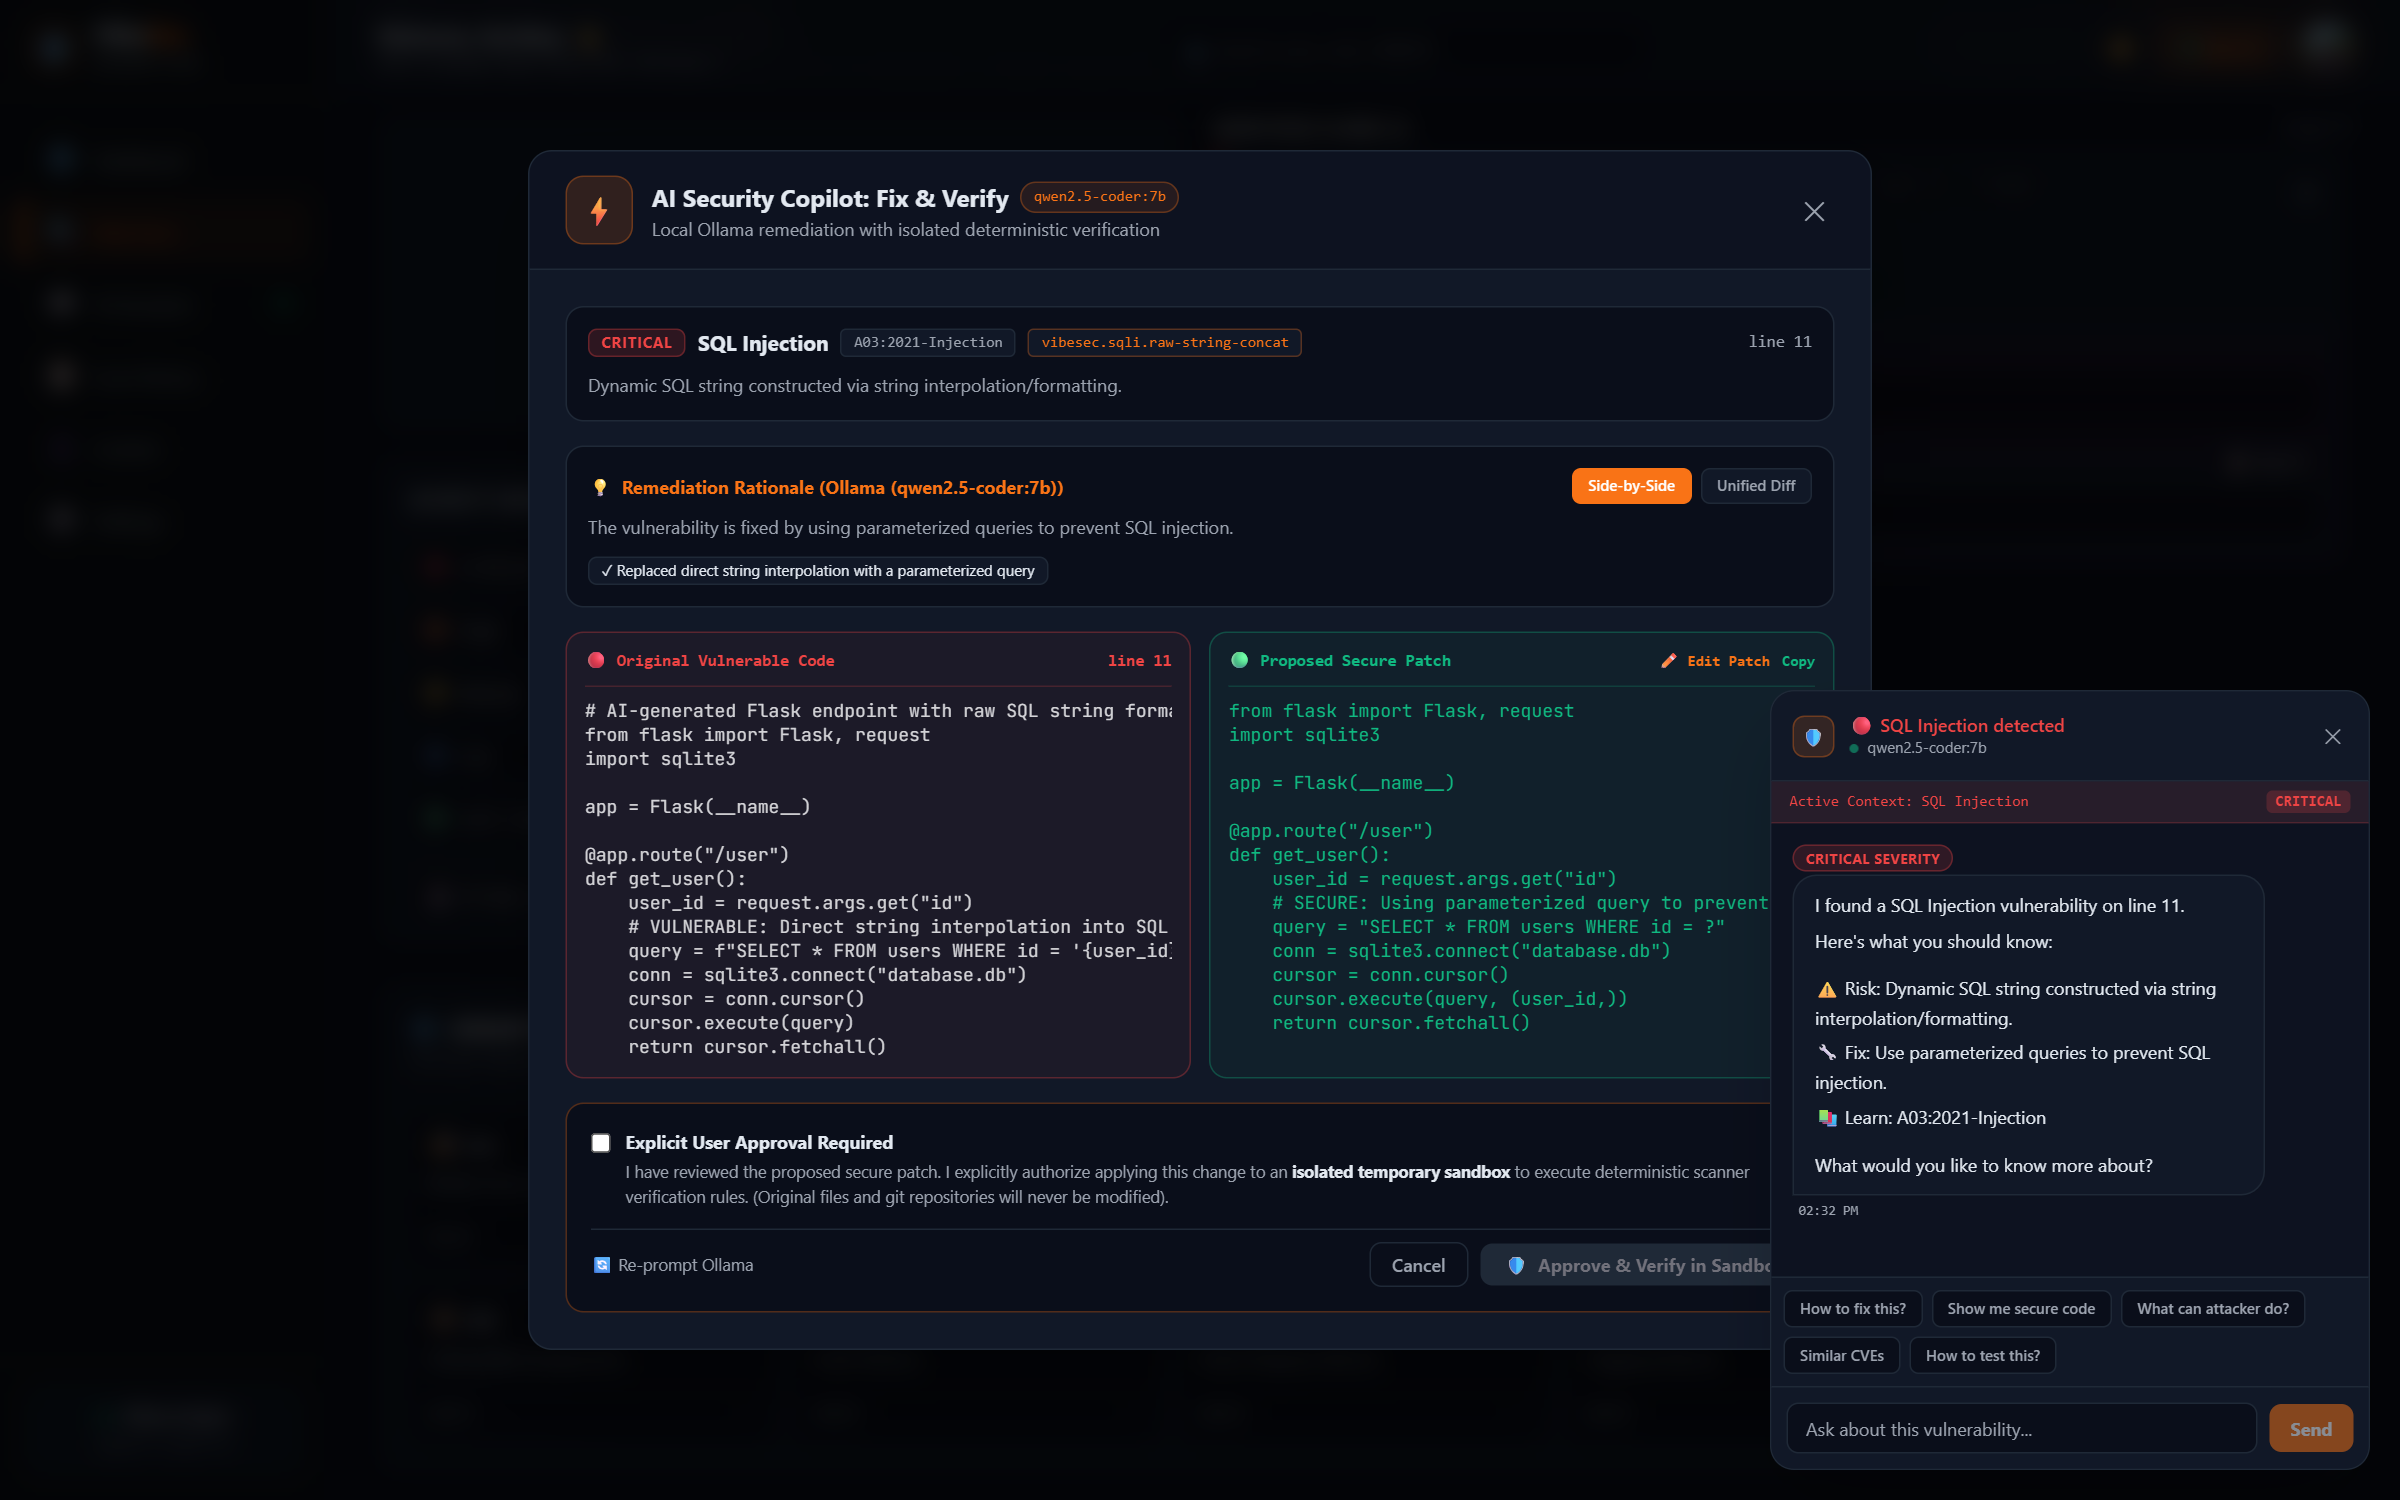 AI Security Copilot: Fix & Verify
qwen2.5-coder:7b
Local Ollama remediation with isolated deterministic verification
CRITICAL
SQL Injection
A03:2021-Injection
vibesec.sqli.raw-string-concat
line 11
Dynamic SQL string constructed via string interpolation/formatting.
Remediation Rationale (Ollama (qwen2.5-coder:7b))
Side-by-Side
Unified Diff
The vulnerability is fixed by using parameterized queries to prevent SQL injection.
✓ Replaced direct string interpolation with a parameterized query
Original Vulnerable Code
line 11
# AI-generated Flask endpoint with raw SQL string forma
from flask import Flask, request
import sqlite3
app = Flask(__name__)
@app.route("/user")
def get_user():
user_id = request.args.get("id")
# VULNERABLE: Direct string interpolation into SQL
query = f"SELECT * FROM users WHERE id = '{user_id}
conn = sqlite3.connect("database.db")
cursor = conn.cursor()
cursor.execute(query)
return cursor.fetchall()
Proposed Secure Patch
Edit Patch
Copy
from flask import Flask, request
import sqlite3
app = Flask(__name__)
@app.route("/user")
def get_user():
user_id = request.args.get("id")
# SECURE: Using parameterized query to prevent
query = "SELECT * FROM users WHERE id = ?"
conn = sqlite3.connect("database.db")
cursor = conn.cursor()
cursor.execute(query, (user_id,))
return cursor.fetchall()
Explicit User Approval Required
I have reviewed the proposed secure patch. I explicitly authorize applying this change to an isolated temporary sandbox to execute deterministic scanner
verification rules. (Original files and git repositories will never be modified).
Re-prompt Ollama
Cancel
Approve & Verify in Sandbo
SQL Injection detected
qwen2.5-coder:7b
Active Context: SQL Injection
CRITICAL
CRITICAL SEVERITY
I found a SQL Injection vulnerability on line 11.
Here's what you should know:
Risk: Dynamic SQL string constructed via string
interpolation/formatting.
Fix: Use parameterized queries to prevent SQL
injection.
Learn: A03:2021-Injection
What would you like to know more about?
02:32 PM
How to fix this?
Show me secure code
What can attacker do?
Similar CVEs
How to test this?
Ask about this vulnerability...
Send